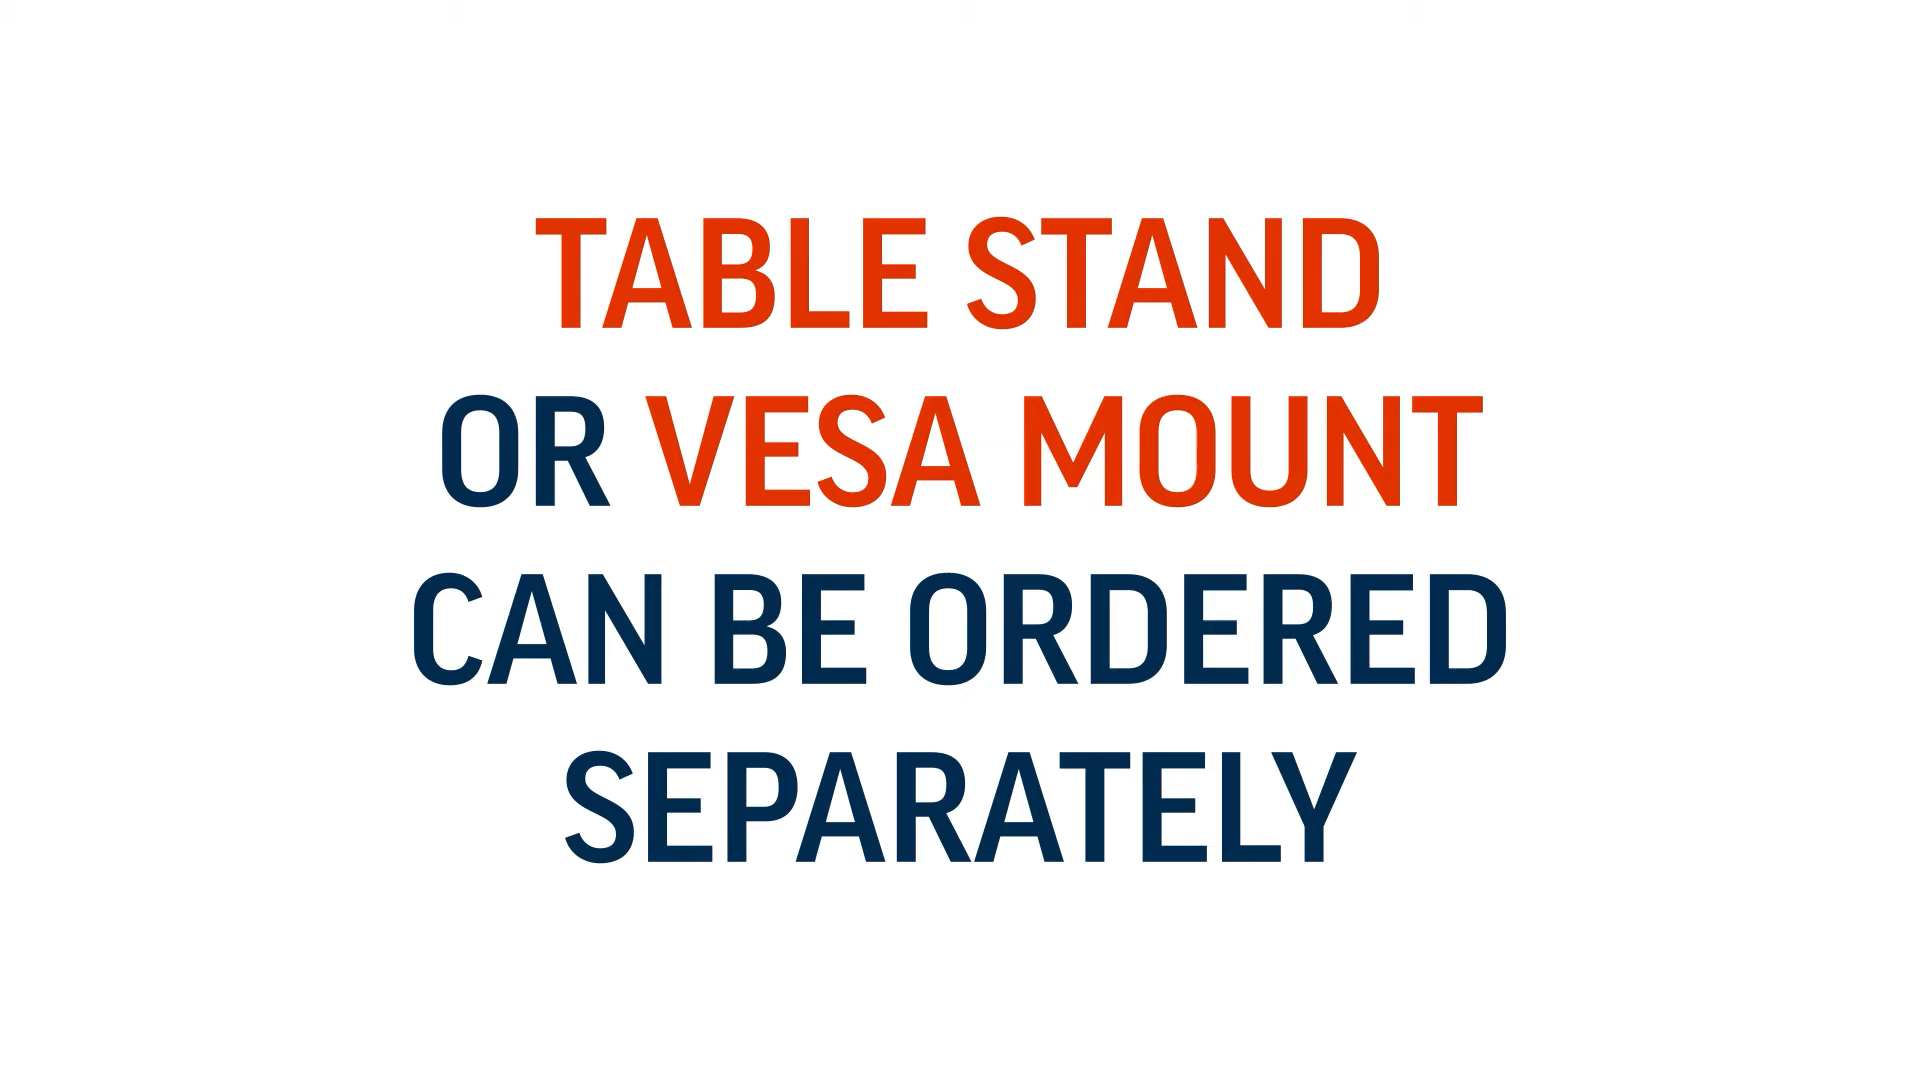 TABLE STAND
OR VESA MOUNT
CAN BE ORDERED
SEPARATELY